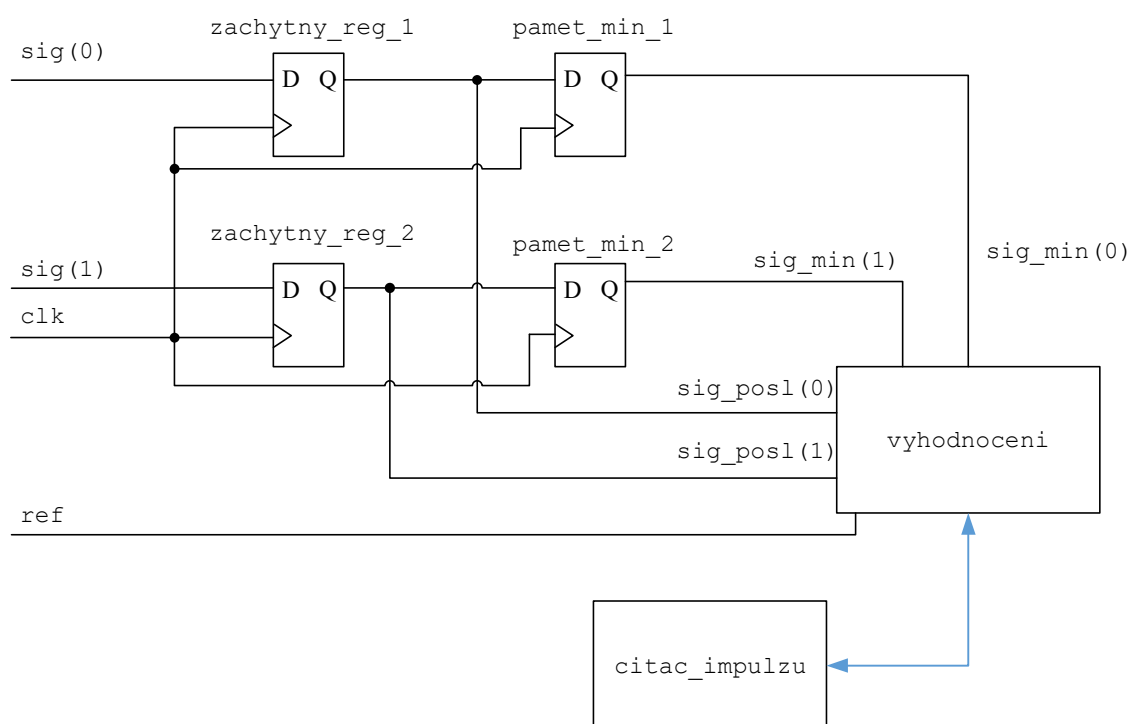 zachytny_reg_1
pamet_min_1
sig(0)
D Q
D Q
zachytny_reg_2
pamet_min_2
sig_min(0)
sig_min(1)
sig(1)
D Q
D Q
clk
sig_posl(0)
vyhodnoceni
sig_posl(1)
ref
citac_impulzu